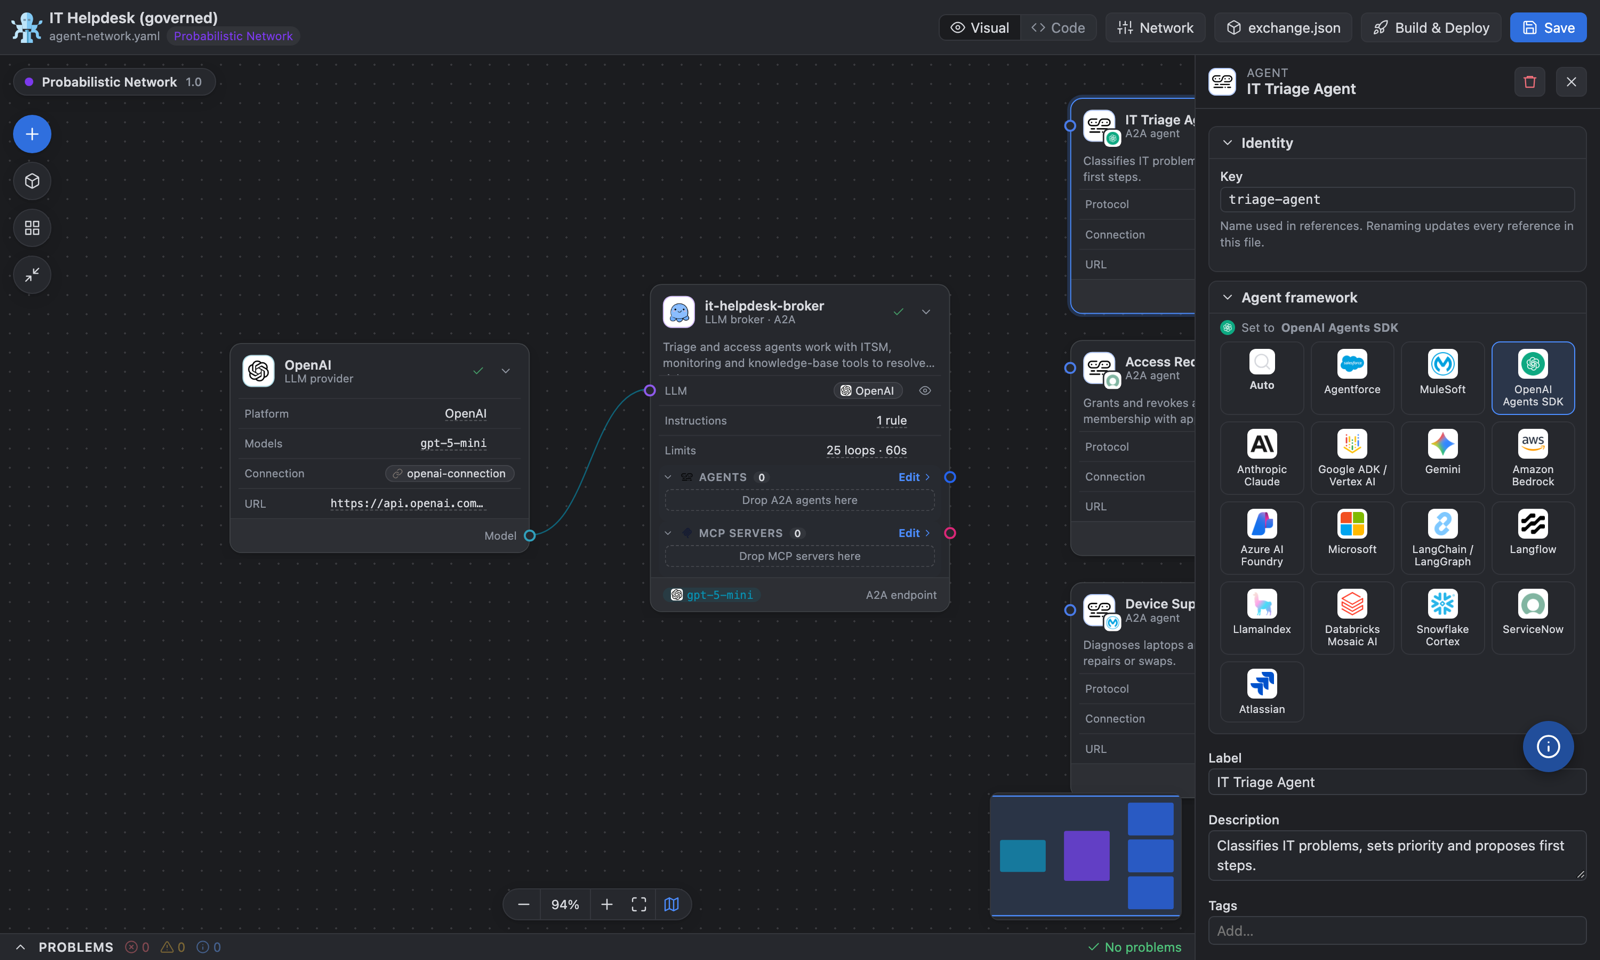 IT Helpdesk (governed)
agent-network.yaml Probabilistic Network
Visual
Code
Network
exchange.json
Build & Deploy
Save
Probabilistic Network 1.0
OpenAI
LLM provider
Platform OpenAI
Models gpt-5-mini
Connection openai-connection
URL https://api.openai.com…
Model
it-helpdesk-broker
LLM broker · A2A
Triage and access agents work with ITSM,
monitoring and knowledge-base tools to resolve…
LLM OpenAI
Instructions 1 rule
Limits 25 loops · 60s
AGENTS 0 Edit
Drop A2A agents here
MCP SERVERS 0 Edit
Drop MCP servers here
gpt-5-mini A2A endpoint
IT Triage Ag
A2A agent
Classifies IT problem
first steps.
Protocol
Connection
URL
Access Req
A2A agent
Grants and revokes a
membership with ap
Protocol
Connection
URL
Device Sup
A2A agent
Diagnoses laptops a
repairs or swaps.
Protocol
Connection
URL
94%
PROBLEMS 0 0 0
No problems
AGENT
IT Triage Agent
Identity
Key
triage-agent
Name used in references. Renaming updates every reference in
this file.
Agent framework
Set to OpenAI Agents SDK
Auto
Agentforce
MuleSoft
OpenAI
Agents SDK
Anthropic
Claude
Google ADK /
Vertex AI
Gemini
aws
Amazon
Bedrock
Azure AI
Foundry
Microsoft
LangChain /
LangGraph
Langflow
LlamaIndex
Databricks
Mosaic AI
Snowflake
Cortex
ServiceNow
Atlassian
Label
IT Triage Agent
Description
Classifies IT problems, sets priority and proposes first
steps.
Tags
Add...